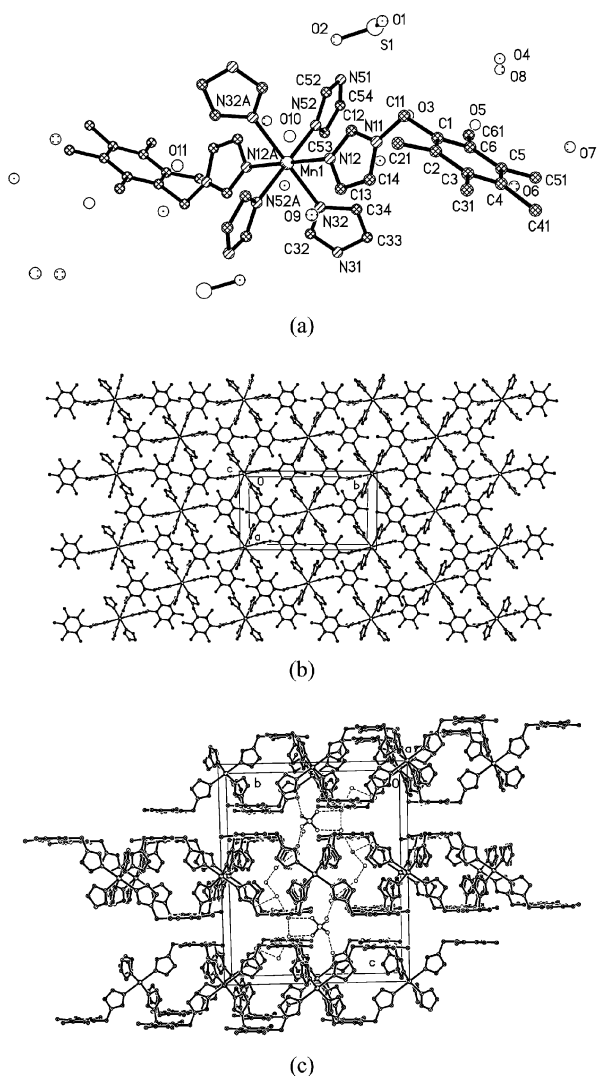 O2
O1
S1
N32A
C52
N51
O4
O8
N52
C54
C12
C11
O3
O5
O10
N11
C1
C61
O11
C53
C6
O7
N12A
Mn1
N12
C21
C2
C5
C14
C3
O6
C51
N52A
C13
C4
O9
N32
C34
C31
C41
C32
C33
N31
(a)
c
0
b
a
(b)
a
b
0
c
(c)